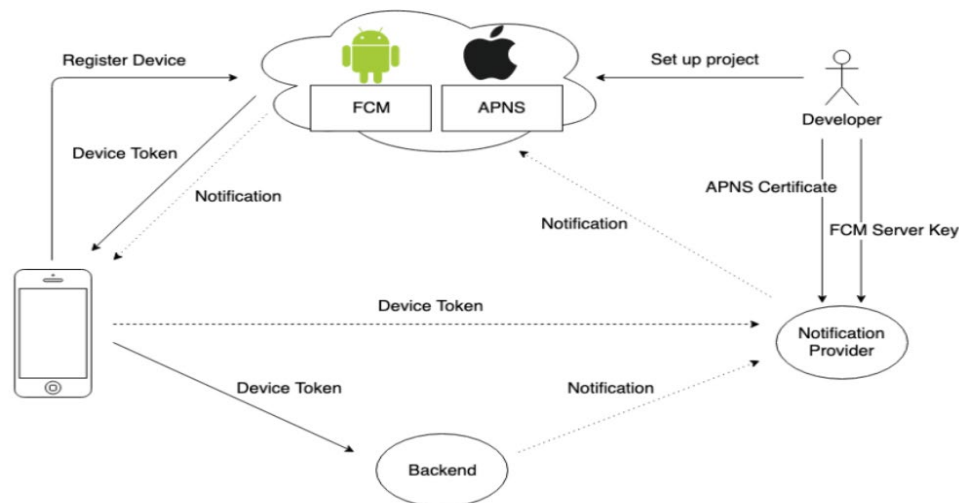 Register Device
Set up project
FCM
APNS
Developer
Device Token
Notification
APNS Certificate
Notification
FCM Server Key
Device Token
Notification
Provider
Device Token
Notification
Backend